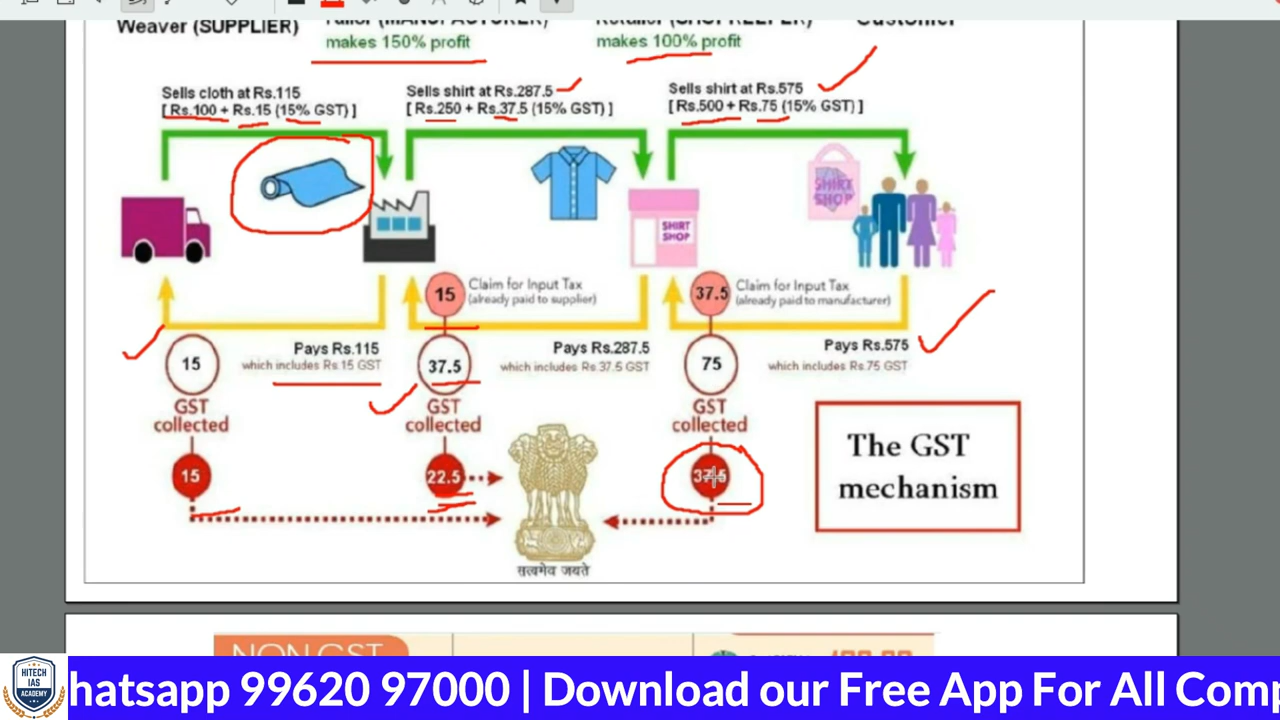 Weaver (SUPPLIER)
Tailor (MANUFACTURER)
makes 150% profit
Retailer (SHOPKEEPER)
makes 100% profit
Customer
Sells cloth at Rs.115
[ Rs.100 + Rs.15 (15% GST) ]
Sells shirt at Rs.287.5
[ Rs.250 + Rs.37.5 (15% GST) ]
Sells shirt at Rs.575
[ Rs.500 + Rs.75 (15% GST) ]
SHIRT
SHOP
SHIRT
SHOP
15
Claim for Input Tax
(already paid to supplier)
37.5
Claim for Input Tax
(already paid to manufacturer)
Pays Rs.115
which includes Rs.15 GST
Pays Rs.287.5
which includes Rs.37.5 GST
Pays Rs.575
which includes Rs.75 GST
15
GST
collected
15
37.5
GST
collected
22.5
75
GST
collected
37.5
सत्यमेव जयते
The GST
mechanism
NON GST
HITECH
IAS
ACADEMY
hatsapp 99620 97000 | Download our Free App For All Comp